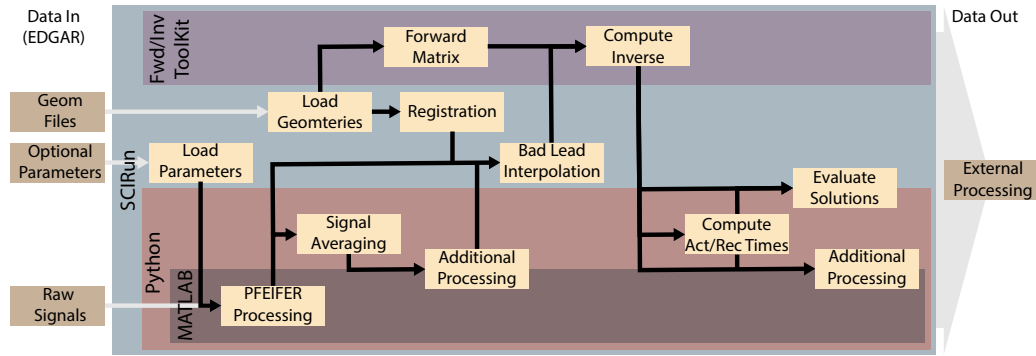 Data In
(EDGAR)
Data Out
Fwd/Inv
ToolKit
Forward
Matrix
Compute
Inverse
Geom
Files
Load
Geomteries
Registration
Optional
Parameters
Load
Parameters
SCIRun
Bad Lead
Interpolation
Evaluate
Solutions
External
Processing
Python
Signal
Averaging
Additional
Processing
Compute
Act/Rec Times
Additional
Processing
Raw
Signals
MATLAB
PFEIFER
Processing